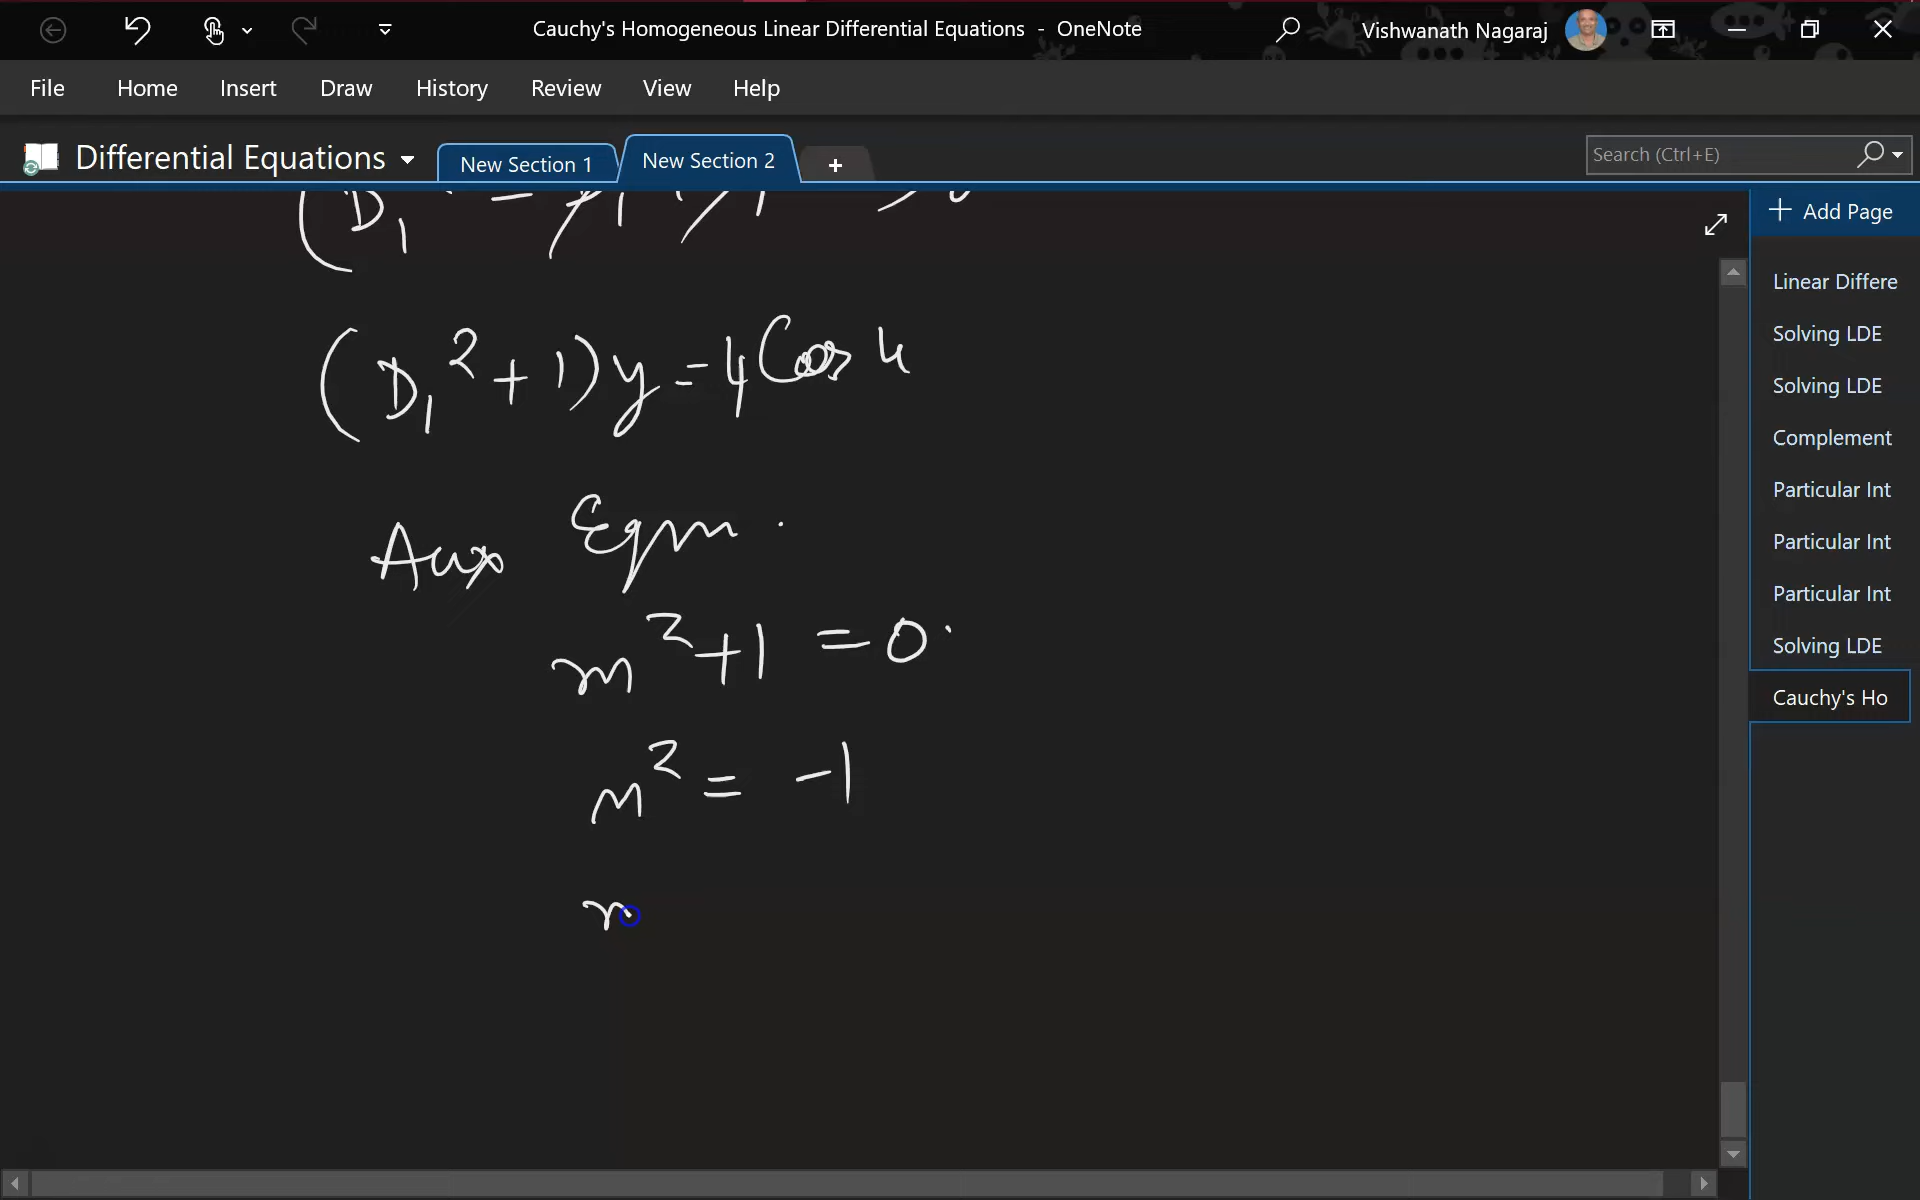 Cauchy's Homogeneous Linear Differential Equations - OneNote
Vishwanath Nagaraj
File Home Insert Draw History Review View Help
Differential Equations
New Section 1
New Section 2
+
Search (Ctrl+E)
Add Page
Linear Differe
Solving LDE
Solving LDE
Complement
Particular Int
Particular Int
Particular Int
Solving LDE
Cauchy's Ho
(D₁² + 1)y = 4 Cos u
Aux Eqn.
m² + 1 = 0.
m² = -1